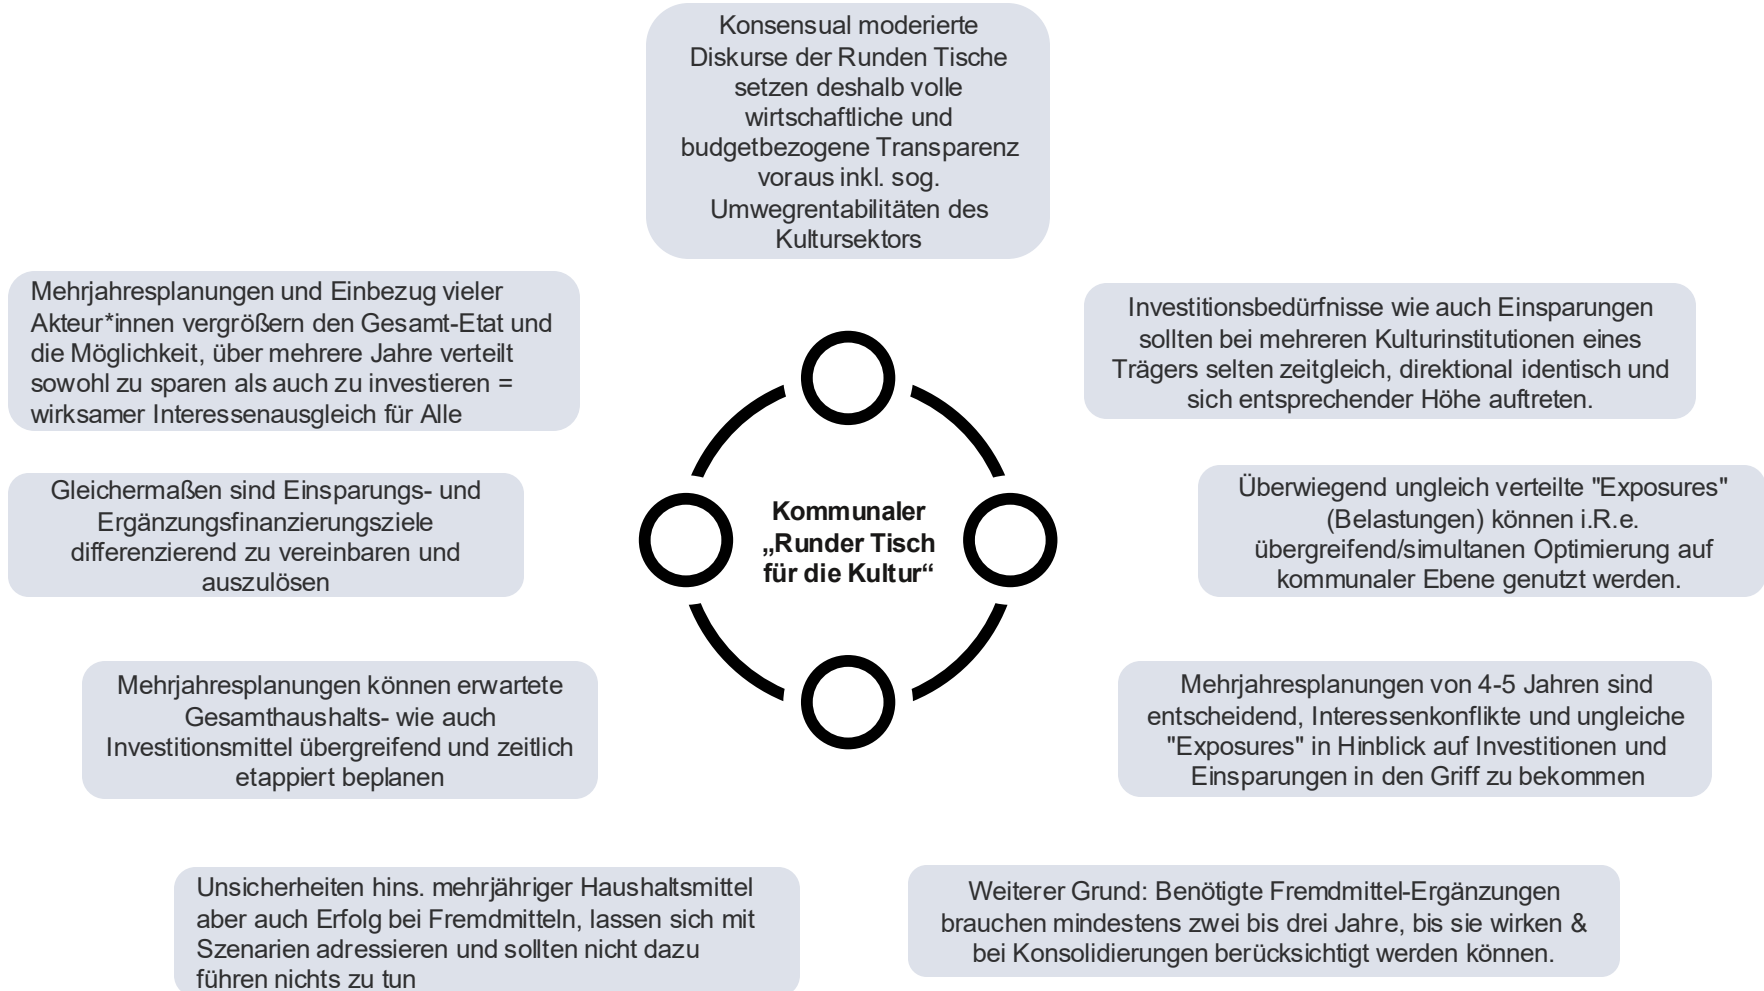 Konsensual moderierte
Diskurse der Runden Tische
setzen deshalb volle
wirtschaftliche und
budgetbezogene Transparenz
voraus inkl. sog.
Umwegrentabilitäten des
Kultursektors
Investitionsbedürfnisse wie auch Einsparungen
sollten bei mehreren Kulturinstitutionen eines
Trägers selten zeitgleich, direktional identisch und
sich entsprechender Höhe auftreten.
Überwiegend ungleich verteilte "Exposures"
(Belastungen) können i.R.e.
übergreifend/simultanen Optimierung auf
kommunaler Ebene genutzt werden.
Mehrjahresplanungen von 4-5 Jahren sind
entscheidend, Interessenkonflikte und ungleiche
"Exposures" in Hinblick auf Investitionen und
Einsparungen in den Griff zu bekommen
Weiterer Grund: Benötigte Fremdmittel-Ergänzungen
brauchen mindestens zwei bis drei Jahre, bis sie wirken &
bei Konsolidierungen berücksichtigt werden können.
Unsicherheiten hins. mehrjähriger Haushaltsmittel
aber auch Erfolg bei Fremdmitteln, lassen sich mit
Szenarien adressieren und sollten nicht dazu
führen nichts zu tun
Mehrjahresplanungen können erwartete
Gesamthaushalts- wie auch
Investitionsmittel übergreifend und zeitlich
etappiert beplanen
Gleichermaßen sind Einsparungs- und
Ergänzungsfinanzierungsziele
differenzierend zu vereinbaren und
auszulösen
Mehrjahresplanungen und Einbezug vieler
Akteur*innen vergrößern den Gesamt-Etat und
die Möglichkeit, über mehrere Jahre verteilt
sowohl zu sparen als auch zu investieren =
wirksamer Interessenausgleich für Alle
Kommunaler
„Runder Tisch
für die Kultur“